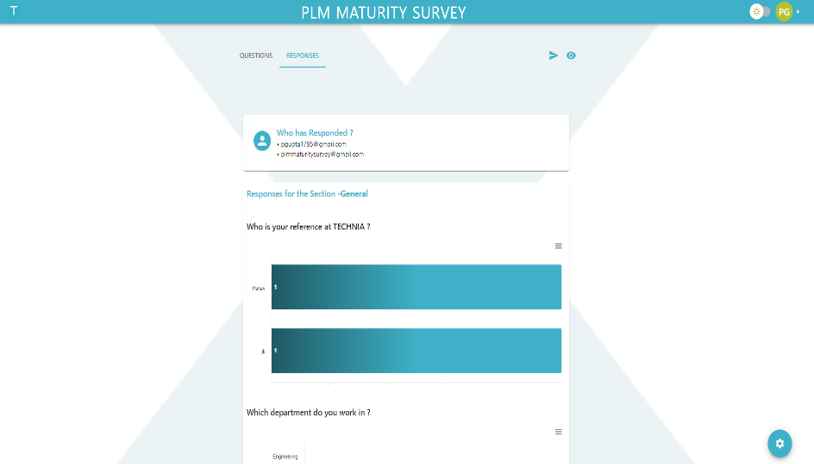 T
PLM MATURITY SURVEY
PG
QUESTIONS
RESPONSES
Who has Responded ?
• pgupta1795@gmail.com
• plmmaturitysurvey@gmail.com
Responses for the Section -General
Who is your reference at TECHNIA ?
1
jk
1
Which department do you work in ?
Engineering